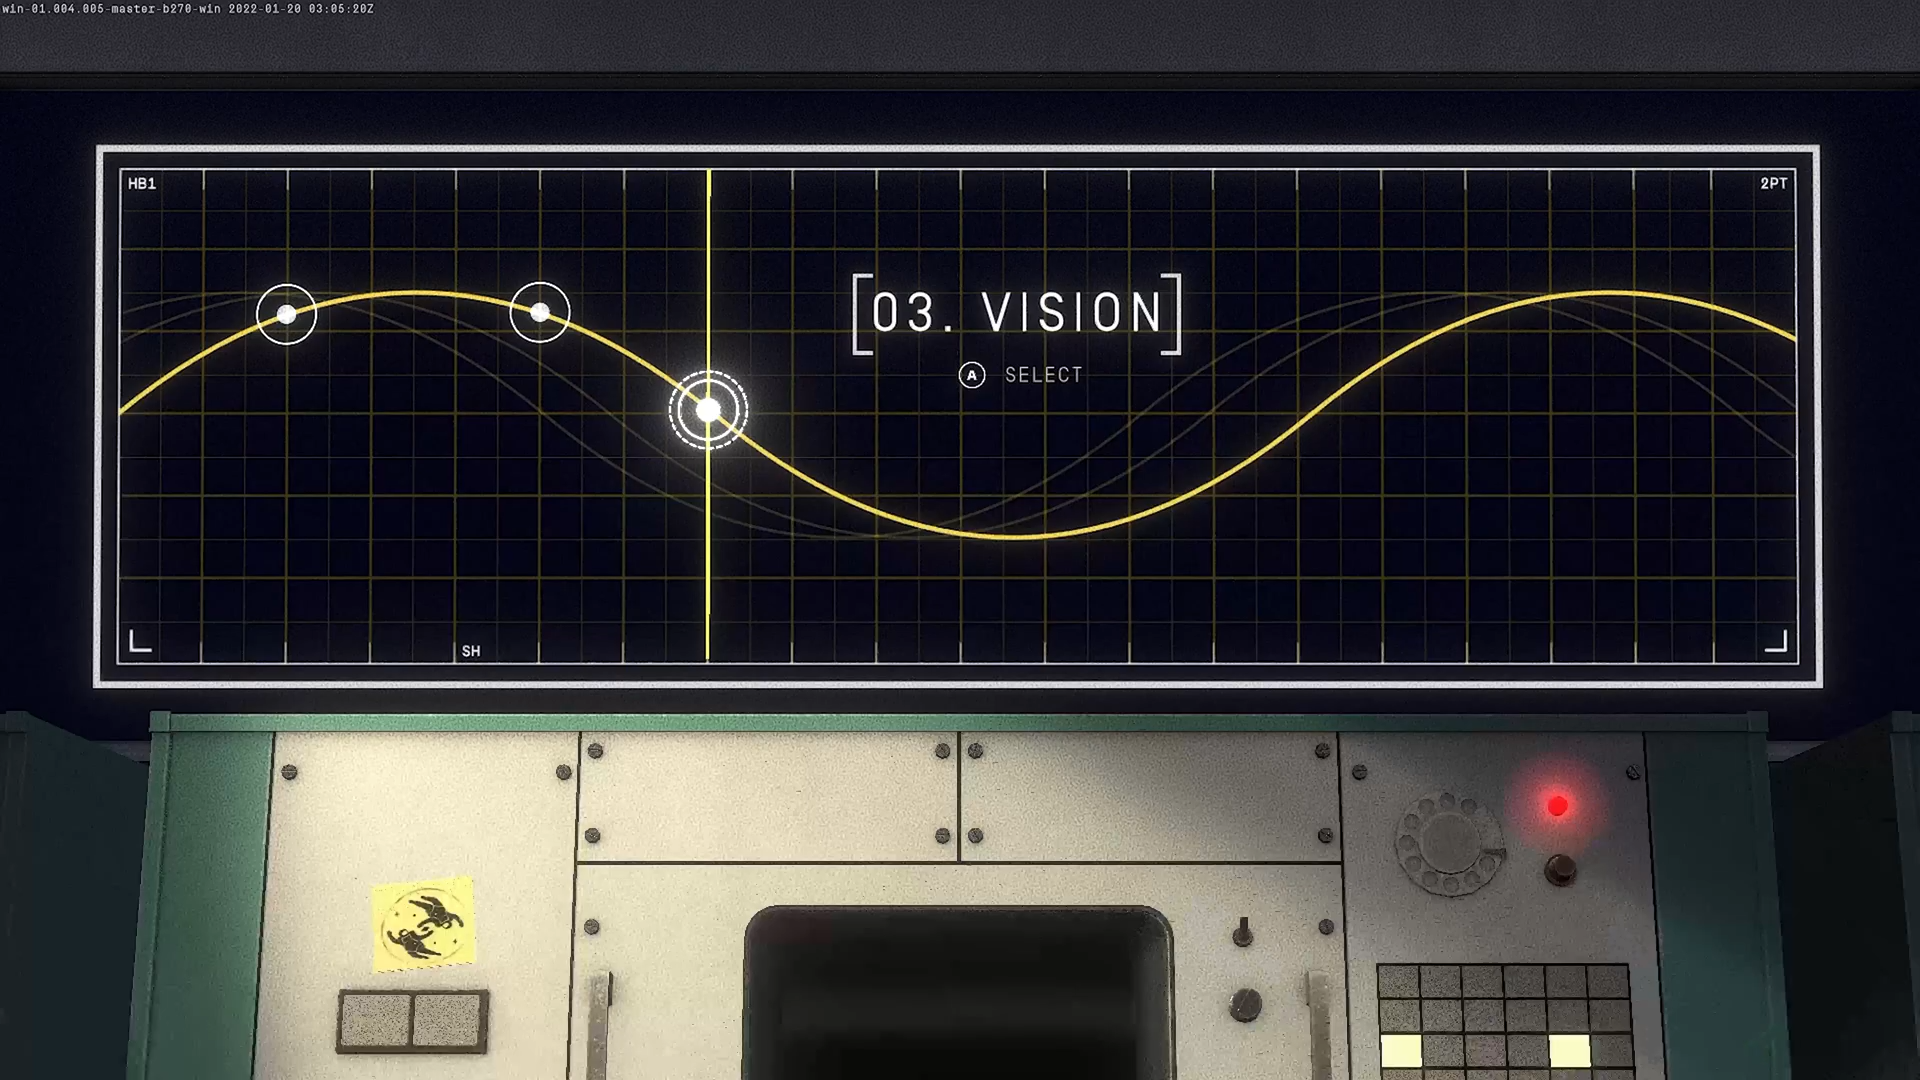 win-01.004.005-master-b270-win 2022-01-20 03:05:20Z
HB1
2PT
[03. VISION]
A SELECT
SH